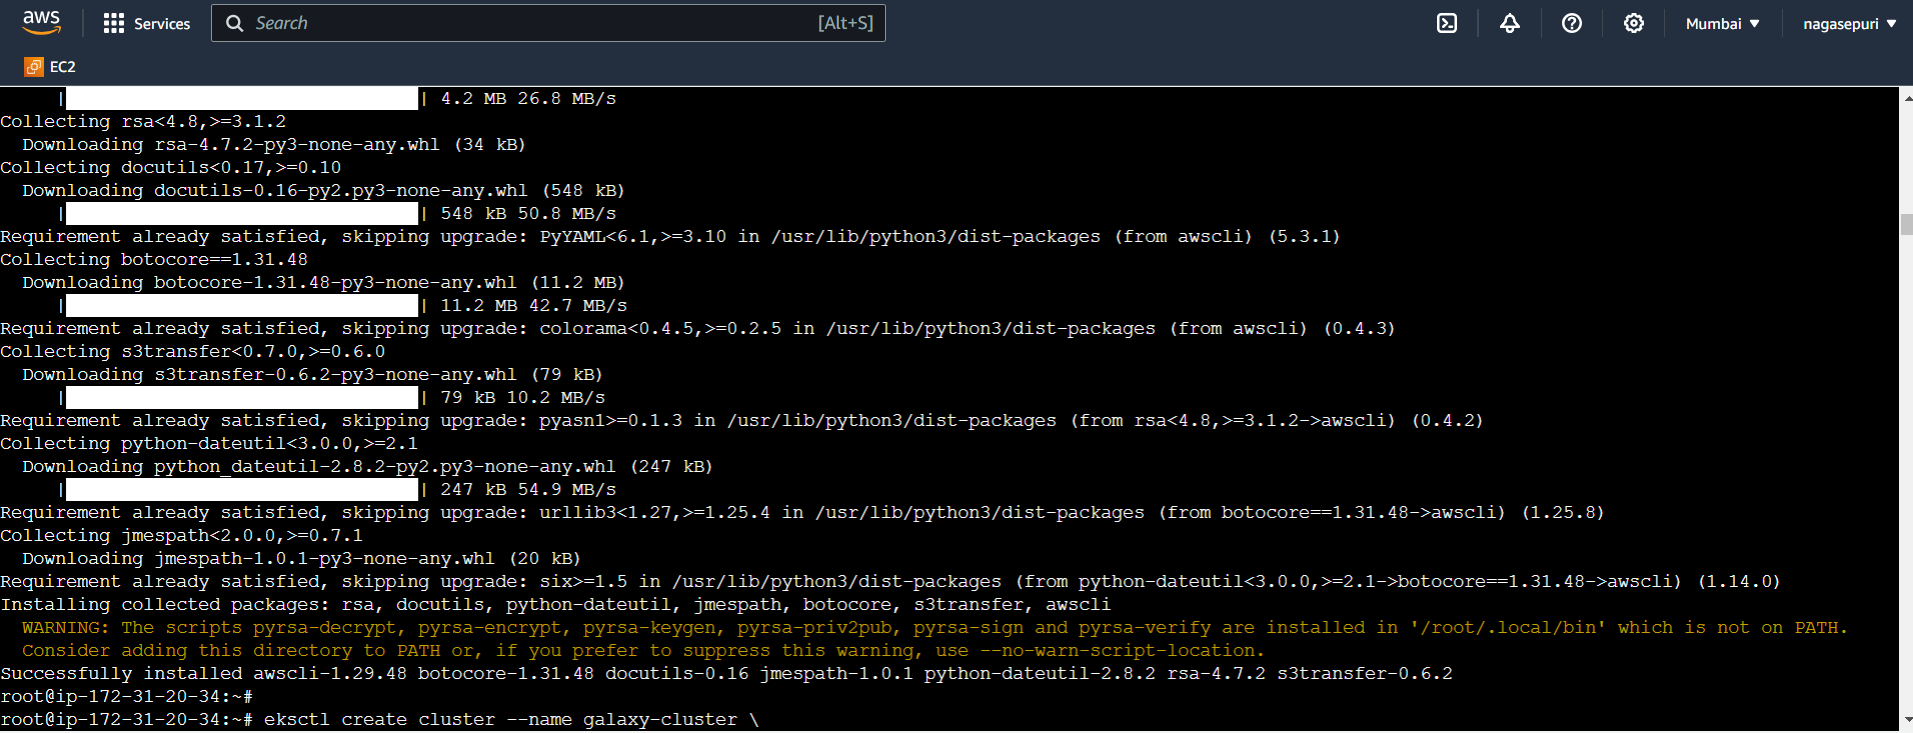 aws
Services
Search
[Alt+S]
Mumbai ▼
nagasepuri ▼
EC2
| | 4.2 MB 26.8 MB/s
Collecting rsa<4.8,>=3.1.2
Downloading rsa-4.7.2-py3-none-any.whl (34 kB)
Collecting docutils<0.17,>=0.10
Downloading docutils-0.16-py2.py3-none-any.whl (548 kB)
| | 548 kB 50.8 MB/s
Requirement already satisfied, skipping upgrade: PyYAML<6.1,>=3.10 in /usr/lib/python3/dist-packages (from awscli) (5.3.1)
Collecting botocore==1.31.48
Downloading botocore-1.31.48-py3-none-any.whl (11.2 MB)
| | 11.2 MB 42.7 MB/s
Requirement already satisfied, skipping upgrade: colorama<0.4.5,>=0.2.5 in /usr/lib/python3/dist-packages (from awscli) (0.4.3)
Collecting s3transfer<0.7.0,>=0.6.0
Downloading s3transfer-0.6.2-py3-none-any.whl (79 kB)
| | 79 kB 10.2 MB/s
Requirement already satisfied, skipping upgrade: pyasn1>=0.1.3 in /usr/lib/python3/dist-packages (from rsa<4.8,>=3.1.2->awscli) (0.4.2)
Collecting python-dateutil<3.0.0,>=2.1
Downloading python_dateutil-2.8.2-py2.py3-none-any.whl (247 kB)
| | 247 kB 54.9 MB/s
Requirement already satisfied, skipping upgrade: urllib3<1.27,>=1.25.4 in /usr/lib/python3/dist-packages (from botocore==1.31.48->awscli) (1.25.8)
Collecting jmespath<2.0.0,>=0.7.1
Downloading jmespath-1.0.1-py3-none-any.whl (20 kB)
Requirement already satisfied, skipping upgrade: six>=1.5 in /usr/lib/python3/dist-packages (from python-dateutil<3.0.0,>=2.1->botocore==1.31.48->awscli) (1.14.0)
Installing collected packages: rsa, docutils, python-dateutil, jmespath, botocore, s3transfer, awscli
WARNING: The scripts pyrsa-decrypt, pyrsa-encrypt, pyrsa-keygen, pyrsa-priv2pub, pyrsa-sign and pyrsa-verify are installed in '/root/.local/bin' which is not on PATH.
Consider adding this directory to PATH or, if you prefer to suppress this warning, use --no-warn-script-location.
Successfully installed awscli-1.29.48 botocore-1.31.48 docutils-0.16 jmespath-1.0.1 python-dateutil-2.8.2 rsa-4.7.2 s3transfer-0.6.2
root@ip-172-31-20-34:~#
root@ip-172-31-20-34:~# eksctl create cluster --name galaxy-cluster \